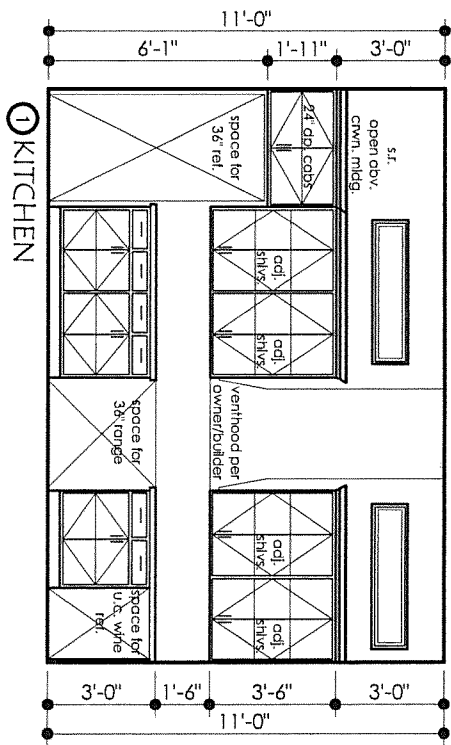 11'-0"
6'-1"
1'-11"
3'-0"
s.r.
open abv.
crwn. mldg.
24" dp. cabs
space for
36" ref.
adj.
shlvs
adj.
shlvs
venthood per
owner/builder
space for
36" range
adj.
shlvs
adj.
shlvs
space for
u.c. wine
ref.
3'-0"
1'-6"
3'-6"
3'-0"
11'-0"
1 KITCHEN